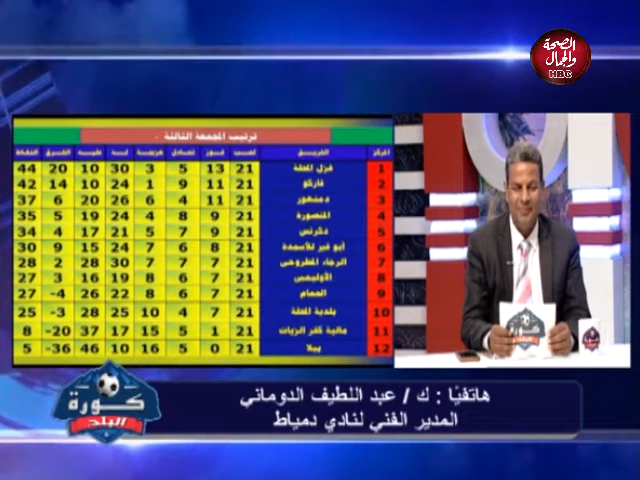 الصحة
والجمال
HBC
ترتيب المجمعة الثالثة -
المركز الفريق لعب فوز تعادل هزيمة له عليه الفرق النقاط
1 غزل المحلة 21 13 5 3 30 10 20 44
2 فاركو 21 11 9 1 24 10 14 42
3 دمنهور 21 11 4 6 26 20 6 37
4 المنصورة 21 9 8 4 24 19 5 35
5 دكرنس 21 9 7 5 21 17 4 34
6 أبو قير للأسمدة 21 8 6 7 24 15 9 30
7 الرجاء المطروحى 21 7 7 7 30 28 2 28
8 الأوليمبى 21 7 6 8 19 16 3 27
9 الحمام 21 7 6 8 22 26 4- 27
10 بلدية المحلة 21 7 4 10 25 28 3- 25
11 مالية كفر الزيات 21 1 5 15 17 37 20- 8
12 بيلا 21 0 5 16 10 46 36- 5
كورة
البلد
هاتفيًا : ك / عبد اللطيف الدوماني
المدير الفني لنادي دمياط
كورة
البلد